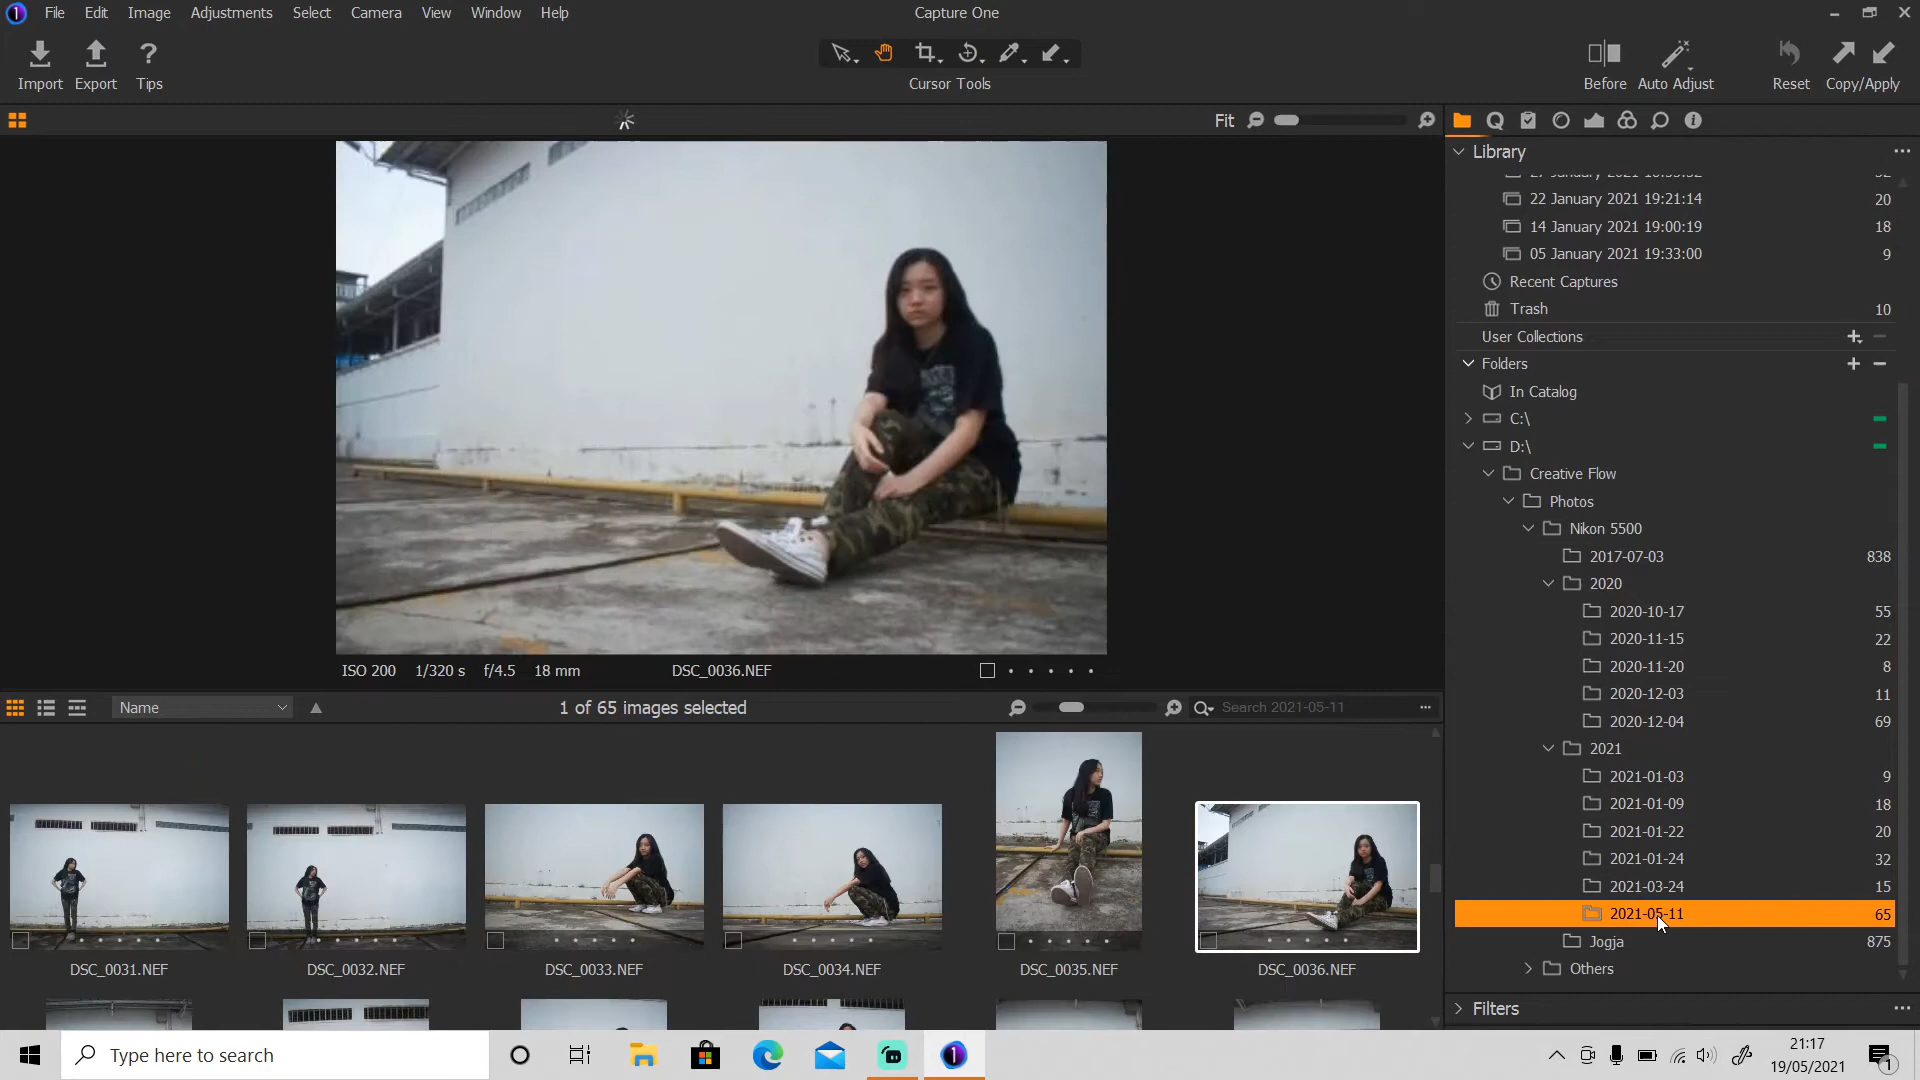 File Edit Image Adjustments Select Camera View Window Help
Capture One
Import Export Tips
Cursor Tools
Before Auto Adjust Reset Copy/Apply
Fit
Library
27 January 2021 32
22 January 2021 19:21:14 20
14 January 2021 19:00:19 18
05 January 2021 19:33:00 9
Recent Captures
Trash 10
User Collections
Folders
In Catalog
C:\
D:\
Creative Flow
Photos
Nikon 5500
2017-07-03 838
2020
2020-10-17 55
2020-11-15 22
2020-11-20 8
2020-12-03 11
2020-12-04 69
2021
2021-01-03 9
2021-01-09 18
2021-01-22 20
2021-01-24 32
2021-03-24 15
2021-05-11 65
Jogja 875
Others
Filters
ISO 200 1/320 s f/4.5 18 mm DSC_0036.NEF
Name
1 of 65 images selected
Search 2021-05-11
DSC_0031.NEF
DSC_0032.NEF
DSC_0033.NEF
DSC_0034.NEF
DSC_0035.NEF
DSC_0036.NEF
Type here to search
21:17
19/05/2021
1